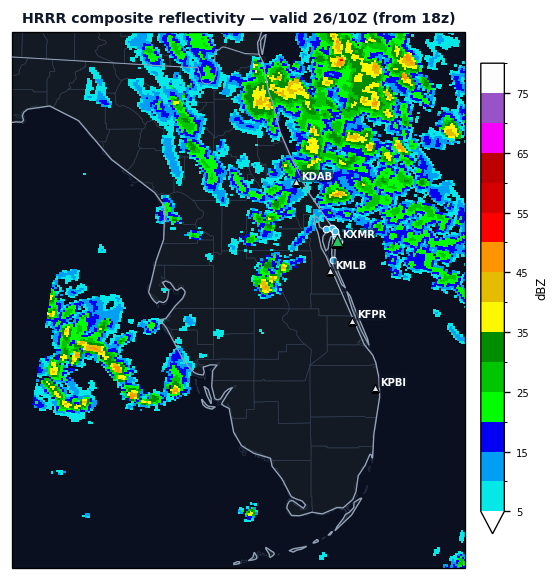 HRRR composite reflectivity — valid 26/10Z (from 18z)
KDAB
KXMR
KMLB
KFPR
KPBI
75
65
55
45
35
25
15
5
dBZ